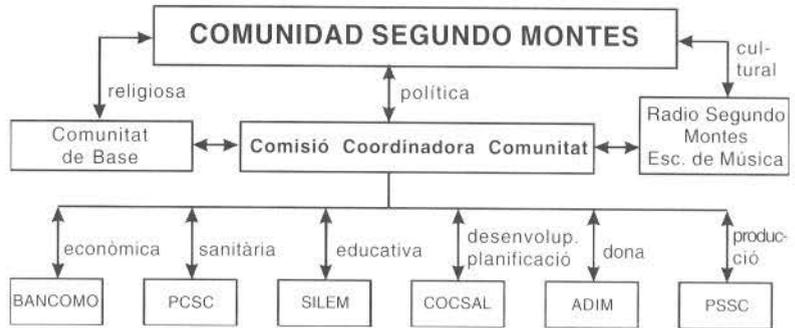 COMUNIDAD SEGUNDO MONTES
religiosa
política
cul-
tural
Comunitat
de Base
Comisió Coordinadora Comunitat
Radio Segundo
Montes
Esc. de Música
econòmica
sanitària
educativa
desenvolup.
planificació
dona
produc-
ció
BANCOMO
PCSC
SILEM
COCSAL
ADIM
PSSC